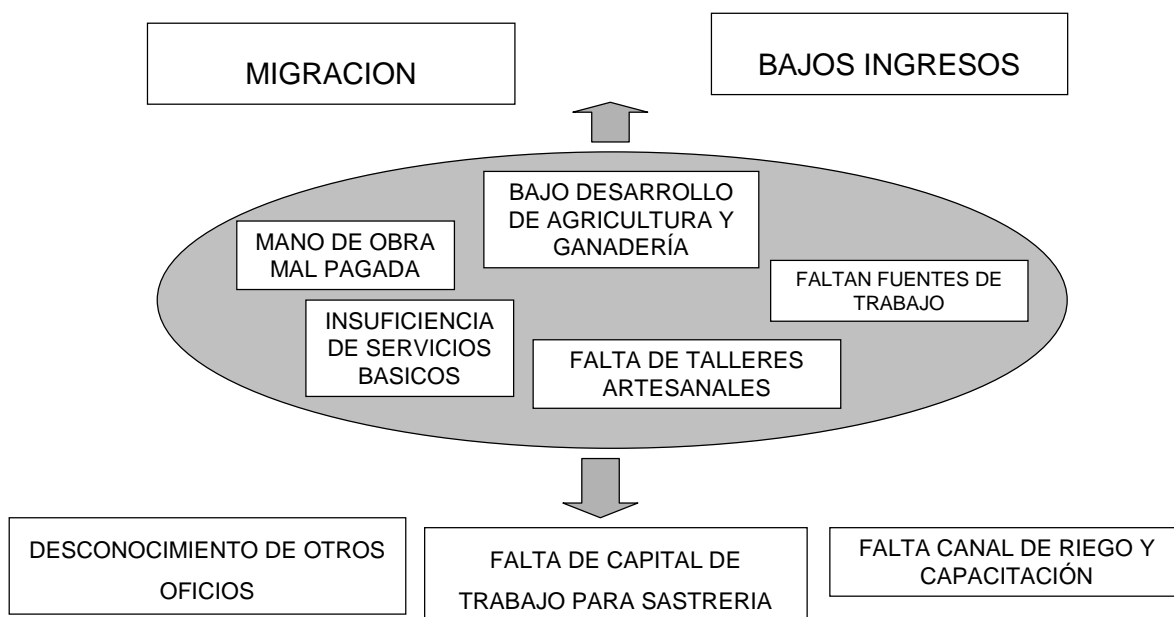 MIGRACION
BAJOS INGRESOS
BAJO DESARROLLO
DE AGRICULTURA Y
GANADERÍA
MANO DE OBRA
MAL PAGADA
FALTAN FUENTES DE
TRABAJO
INSUFICIENCIA
DE SERVICIOS
BASICOS
FALTA DE TALLERES
ARTESANALES
DESCONOCIMIENTO DE OTROS
OFICIOS
FALTA DE CAPITAL DE
TRABAJO PARA SASTRERIA
FALTA CANAL DE RIEGO Y
CAPACITACIÓN